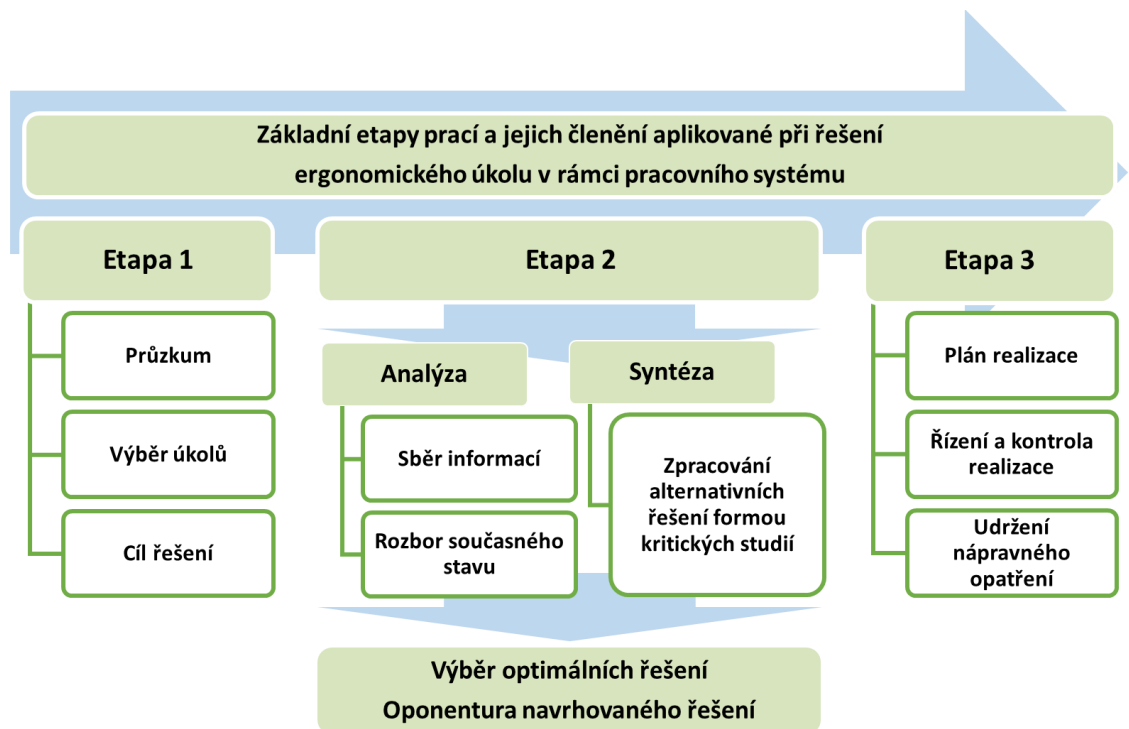 Základní etapy prací a jejich členění aplikované při řešení
ergonomického úkolu v rámci pracovního systému
Etapa 1
Průzkum
Výběr úkolů
Cíl řešení
Etapa 2
Analýza
Sběr informací
Rozbor současného
stavu
Syntéza
Zpracování
alternativních
řešení formou
kritických studií
Výběr optimálních řešení
Oponentura navrhovaného řešení
Etapa 3
Plán realizace
Řízení a kontrola
realizace
Udržení
nápravného
opatření